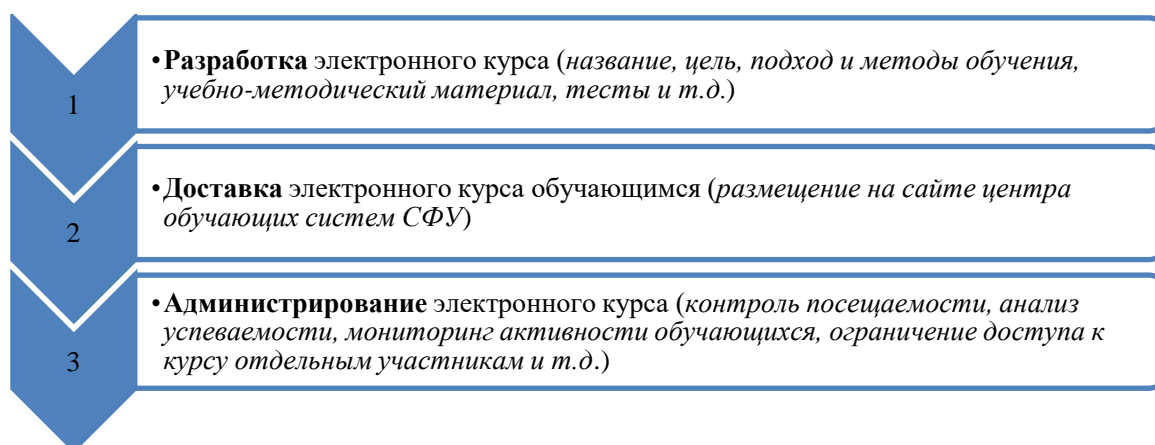 1
•Разработка электронного курса (название, цель, подход и методы обучения,
учебно-методический материал, тесты и т.д.)
2
•Доставка электронного курса обучающимся (размещение на сайте центра
обучающих систем СФУ)
3
•Администрирование электронного курса (контроль посещаемости, анализ
успеваемости, мониторинг активности обучающихся, ограничение доступа к
курсу отдельным участникам и т.д.)